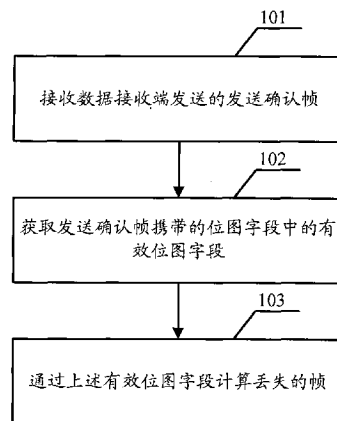 101
接收数据接收端发送的发送确认帧
102
获取发送确认帧携带的位图字段中的有
效位图字段
103
通过上述有效位图字段计算丢失的帧